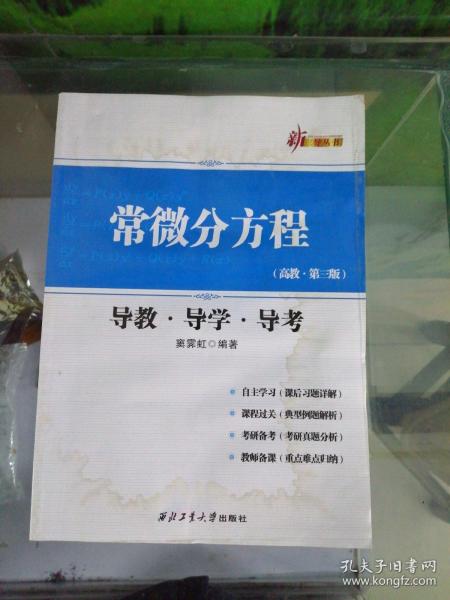 新三导丛书
常微分方程
(高教·第三版)
导教·导学·导考
窦霁虹◎编著
自主学习(课后习题详解)
课程过关(典型例题解析)
考研备考(考研真题分析)
教师备课(重点难点归纳)
西北工业大学出版社
孔夫子旧书网
www.kongfz.com